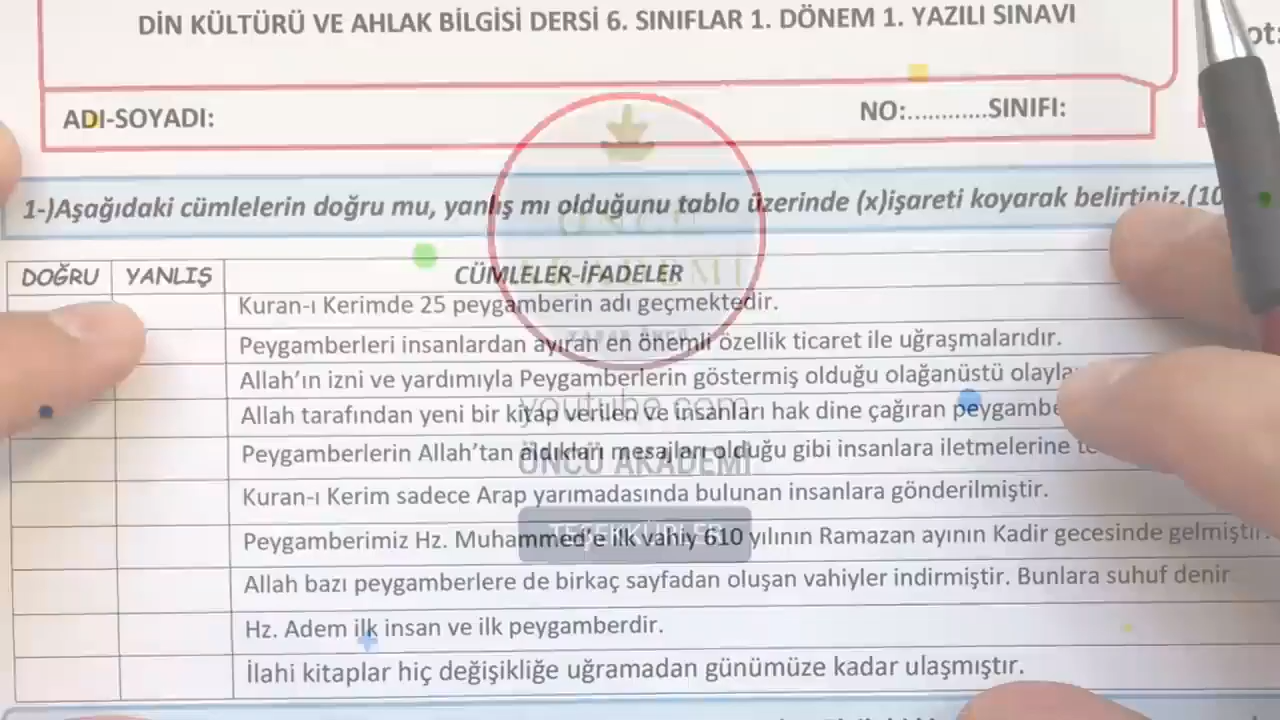 DİN KÜLTÜRÜ VE AHLAK BİLGİSİ DERSİ 6. SINIFLAR 1. DÖNEM 1. YAZILI SINAVI
ADI-SOYADI:
NO:............SINIFI:
1-)Aşağıdaki cümlelerin doğru mu, yanlış mı olduğunu tablo üzerinde (x)işareti koyarak belirtiniz.(10
DOĞRU YANLIŞ CÜMLELER-İFADELER
Kuran-ı Kerimde 25 peygamberin adı geçmektedir.
Peygamberleri insanlardan ayıran en önemli özellik ticaret ile uğraşmalarıdır.
Allah'ın izni ve yardımıyla Peygamberlerin göstermiş olduğu olağanüstü
Allah tarafından yeni bir kitap verilen ve insanları hak dine çağıran
Peygamberlerin Allah'tan aldıkları mesajları olduğu gibi insanlara iletmelerine
Kuran-ı Kerim sadece Arap yarımadasında bulunan insanlara gönderilmiştir.
Peygamberimiz Hz. Muhammed'e ilk vahiy 610 yılının Ramazan ayının Kadir gecesinde gelmiştir.
Allah bazı peygamberlere de birkaç sayfadan oluşan vahiyler indirmiştir. Bunlara suhuf denir
Hz. Adem ilk insan ve ilk peygamberdir.
İlahi kitaplar hiç değişikliğe uğramadan günümüze kadar ulaşmıştır.
youtube.com
ÖNCÜ AKADEMİ
TEŞEKKÜRLER